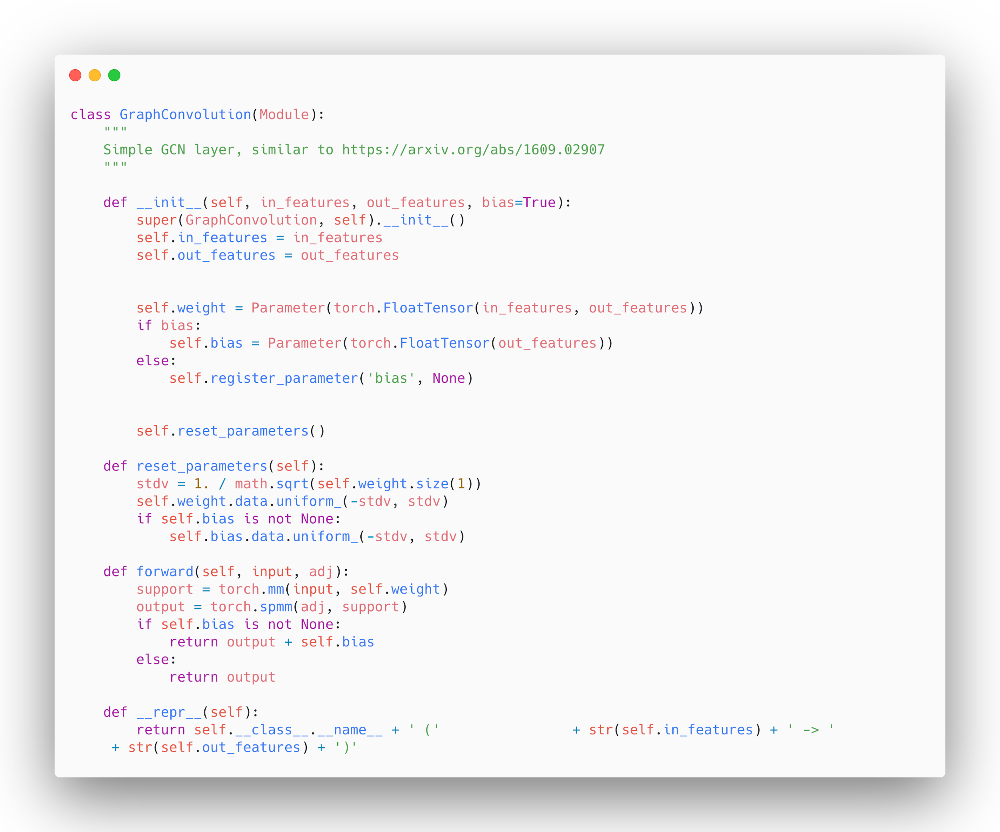 class GraphConvolution(Module):
    """
    Simple GCN layer, similar to https://arxiv.org/abs/1609.02907
    """

    def __init__(self, in_features, out_features, bias=True):
        super(GraphConvolution, self).__init__()
        self.in_features = in_features
        self.out_features = out_features


        self.weight = Parameter(torch.FloatTensor(in_features, out_features))
        if bias:
            self.bias = Parameter(torch.FloatTensor(out_features))
        else:
            self.register_parameter('bias', None)


        self.reset_parameters()

    def reset_parameters(self):
        stdv = 1. / math.sqrt(self.weight.size(1))
        self.weight.data.uniform_(-stdv, stdv)
        if self.bias is not None:
            self.bias.data.uniform_(-stdv, stdv)

    def forward(self, input, adj):
        support = torch.mm(input, self.weight)
        output = torch.spmm(adj, support)
        if self.bias is not None:
            return output + self.bias
        else:
            return output

    def __repr__(self):
        return self.__class__.__name__ + ' ('                + str(self.in_features) + ' -> '
     + str(self.out_features) + ')'